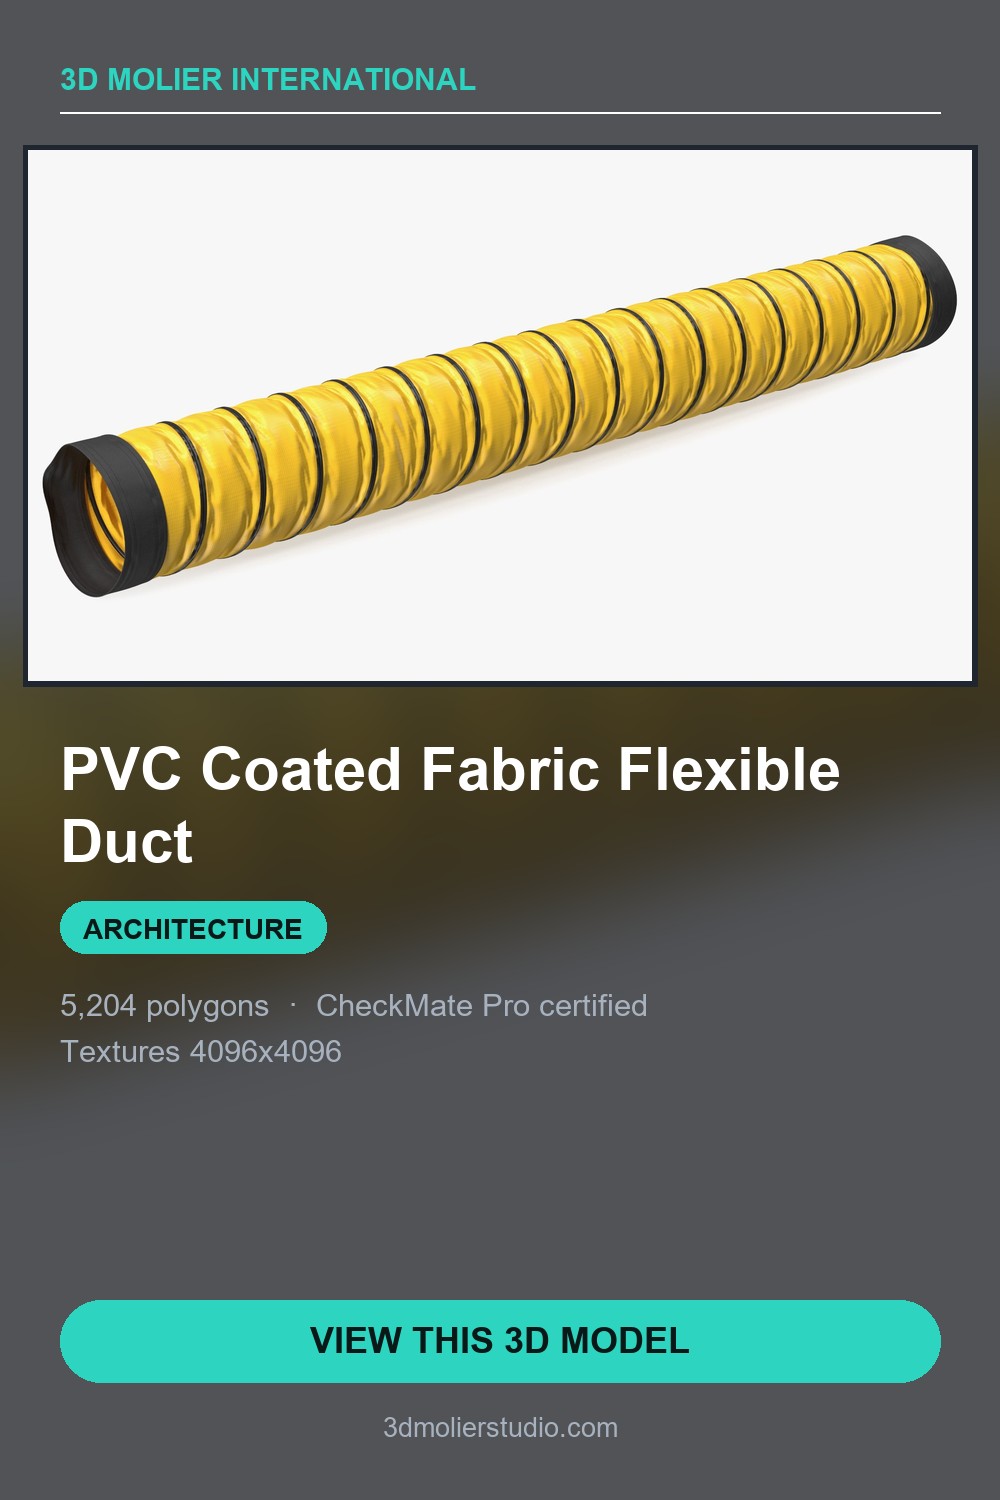 3D MOLIER INTERNATIONAL
PVC Coated Fabric Flexible
Duct
ARCHITECTURE
5,204 polygons · CheckMate Pro certified
Textures 4096x4096
VIEW THIS 3D MODEL
3dmolierstudio.com